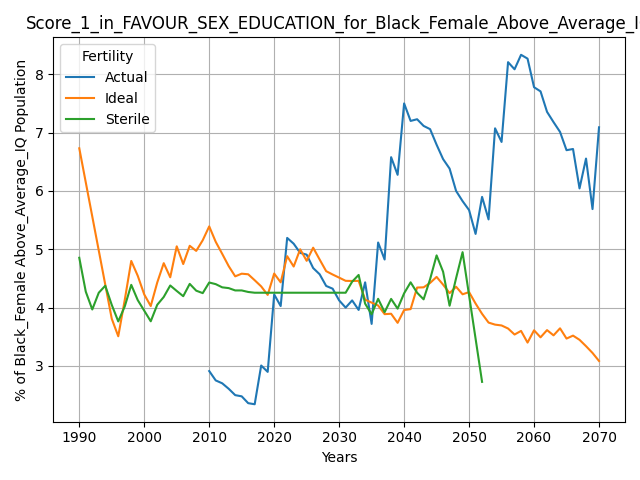 Score_1_in_FAVOUR_SEX_EDUCATION_for_Black_Female_Above_Average_I
Fertility
Actual
Ideal
Sterile
% of Black_Female Above_Average_IQ Population
8
7
6
5
4
3
1990 2000 2010 2020 2030 2040 2050 2060 2070
Years